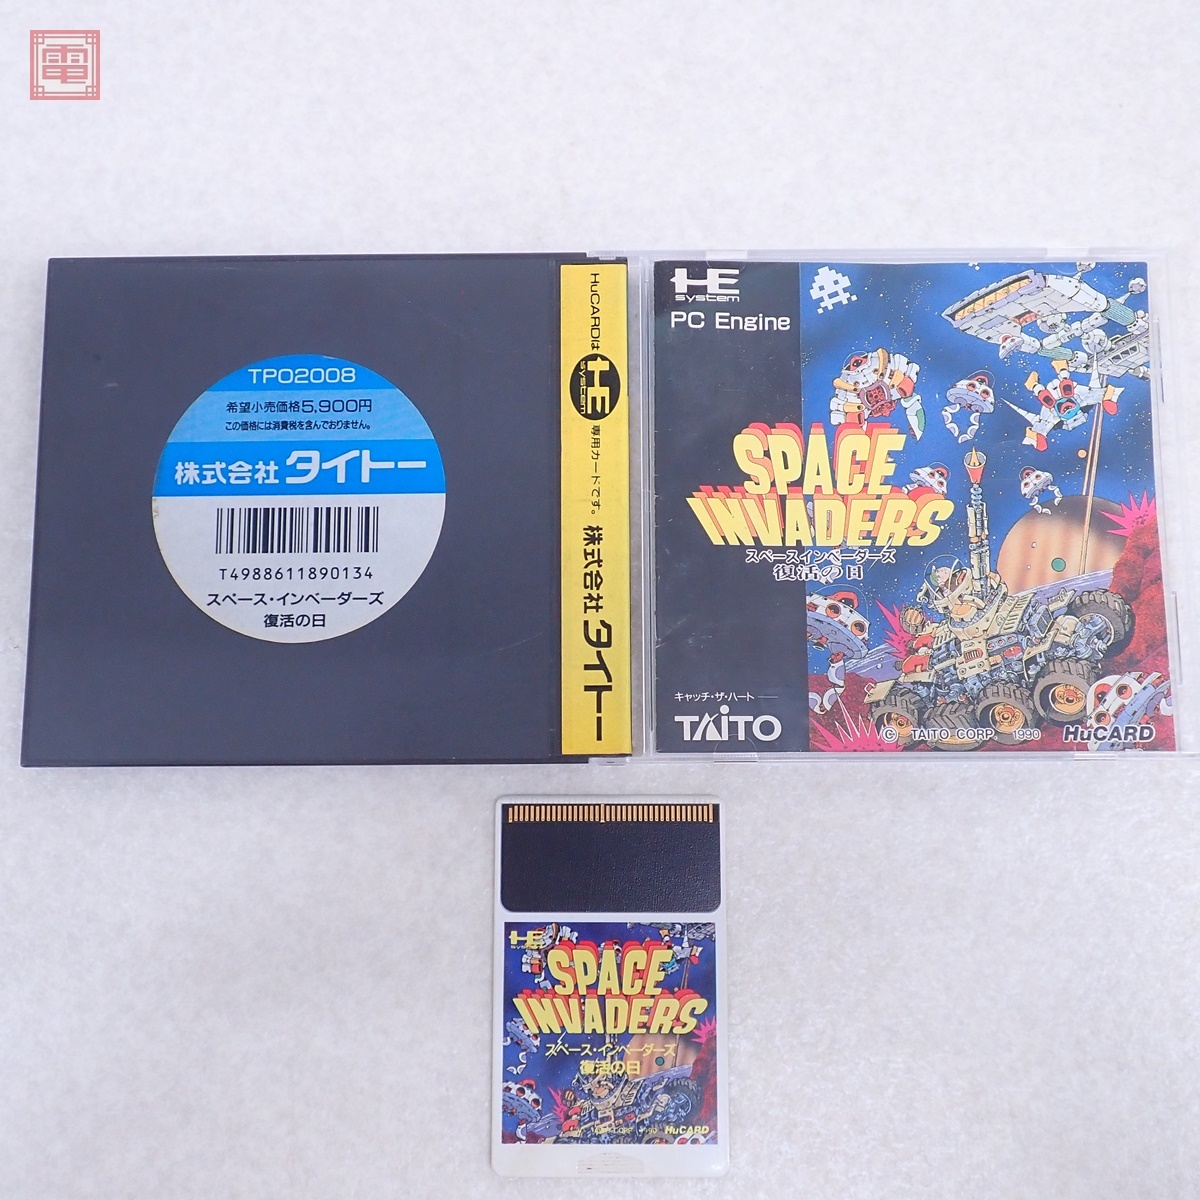 電
TP02008
希望小売価格5,900円
この価格には消費税を含んでおりません。
株式会社 タイトー
T4988611890134
スペース・インベーダーズ
復活の日
HuCARDは HE system 専用カードです。 株式会社 タイトー
HE
system
PC Engine
SPACE
INVADERS
スペースインベーダーズ
復活の日
キャッチ・ザ・ハート
TAITO
© TAITO CORP. 1990
HuCARD
HE
system
SPACE
INVADERS
スペース・インベーダーズ
復活の日
HuCARD